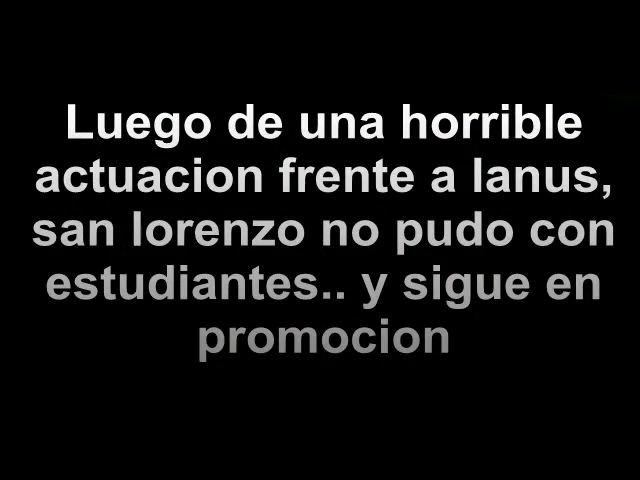 Luego de una horrible
actuacion frente a lanus,
san lorenzo no pudo con
estudiantes.. y sigue en
promocion